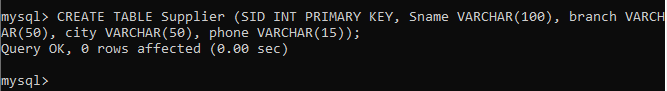 mysql> CREATE TABLE Supplier (SID INT PRIMARY KEY, Sname VARCHAR(100), branch VARCH
AR(50), city VARCHAR(50), phone VARCHAR(15));
Query OK, 0 rows affected (0.00 sec)
mysql>